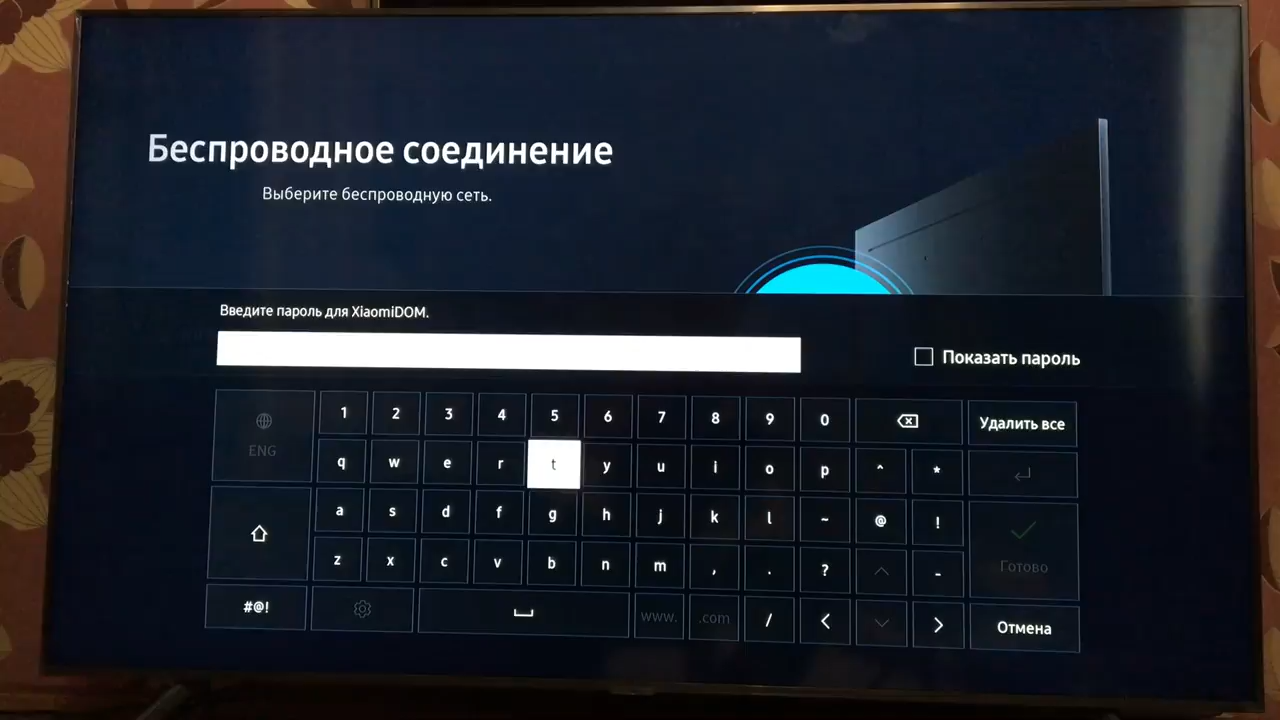 Беспроводное соединение
Выберите беспроводную сеть.
Введите пароль для XiaomiDOM.
Показать пароль
1 2 3 4 5 6 7 8 9 0 Удалить все
ENG
q w e r t y u i o p ^ *
a s d f g h j k l ~ @ !
z x c v b n m , . ? -
Готово
#@! www. .com / < >
Отмена